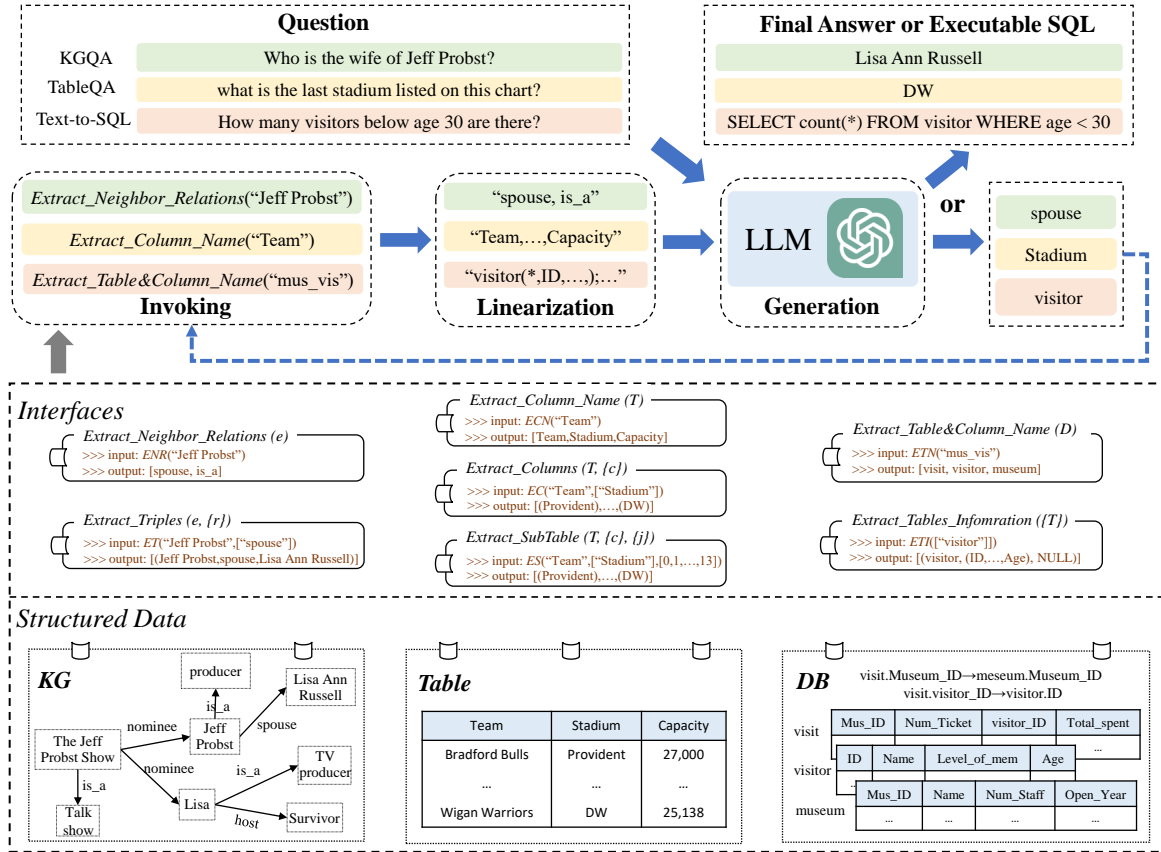 Question
KGQA
Who is the wife of Jeff Probst?
TableQA
what is the last stadium listed on this chart?
Text-to-SQL
How many visitors below age 30 are there?
Final Answer or Executable SQL
Lisa Ann Russell
DW
SELECT count(*) FROM visitor WHERE age < 30
Extract_Neighbor_Relations(“Jeff Probst”)
Extract_Column_Name(“Team”)
Extract_Table&Column_Name(“mus_vis”)
Invoking
“spouse, is_a”
“Team,…,Capacity”
“visitor(*,ID,…,);…”
Linearization
LLM
Generation
or
spouse
Stadium
visitor
Interfaces
Extract_Neighbor_Relations (e)
>>> input: ENR(“Jeff Probst”)
>>> output: [spouse, is_a]
Extract_Triples (e, {r})
>>> input: ET(“Jeff Probst”,[“spouse”])
>>> output: [(Jeff Probst,spouse,Lisa Ann Russell)]
Extract_Column_Name (T)
>>> input: ECN(“Team”)
>>> output: [Team,Stadium,Capacity]
Extract_Columns (T, {c})
>>> input: EC(“Team”,[“Stadium”])
>>> output: [(Provident),…,(DW)]
Extract_SubTable (T, {c}, {j})
>>> input: ES(“Team”,[“Stadium”],[0,1,…,13])
>>> output: [(Provident),…,(DW)]
Extract_Table&Column_Name (D)
>>> input: ETN(“mus_vis”)
>>> output: [visit, visitor, museum]
Extract_Tables_Infomration ({T})
>>> input: ETI([“visitor”]])
>>> output: [(visitor, (ID,…,Age), NULL)]
Structured Data
KG
producer
Lisa Ann
Russell
is_a
nominee
Jeff
Probst
spouse
The Jeff
Probst Show
nominee
is_a
TV
producer
is_a
Lisa
Talk
show
host
Survivor
Table
Team Stadium Capacity
Bradford Bulls Provident 27,000
… … …
Wigan Warriors DW 25,138
DB
visit.Museum_ID→meseum.Museum_ID
visit.visitor_ID→visitor.ID
visit
Mus_ID Num_Ticket visitor_ID Total_spent
…
visitor
ID Name Level_of_mem Age
…
museum
Mus_ID Name Num_Staff Open_Year
… … … …